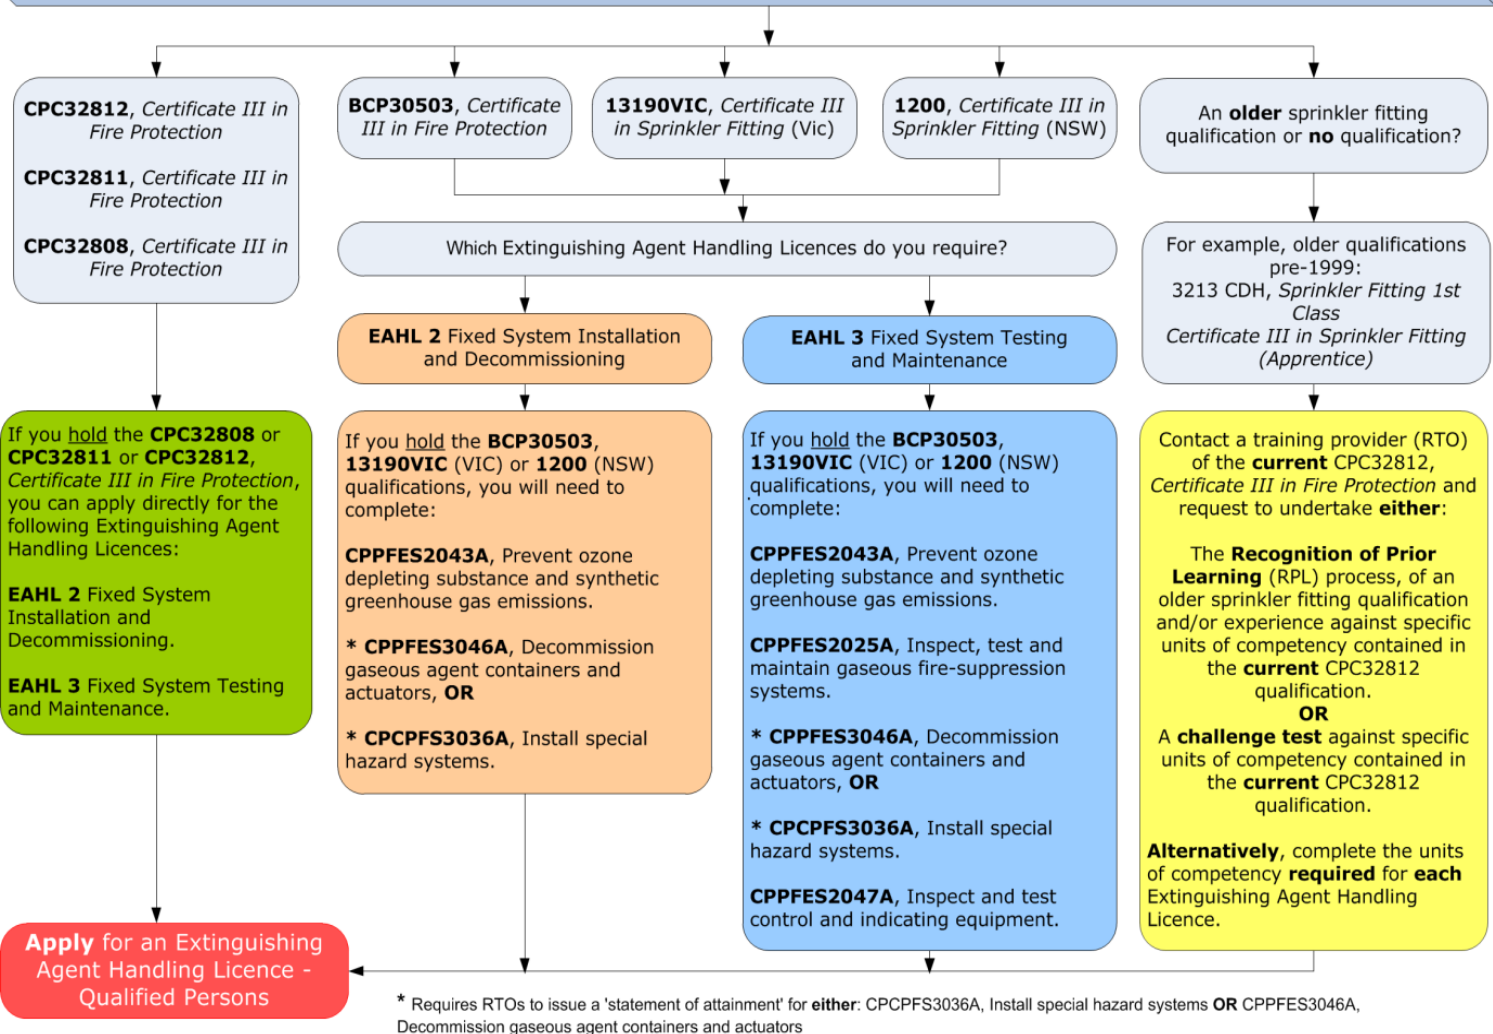 CPC32812, Certificate III in
Fire Protection
CPC32811, Certificate III in
Fire Protection
CPC32808, Certificate III in
Fire Protection
BCP30503, Certificate
III in Fire Protection
13190VIC, Certificate III
in Sprinkler Fitting (Vic)
1200, Certificate III in
Sprinkler Fitting (NSW)
An older sprinkler fitting
qualification or no qualification?
Which Extinguishing Agent Handling Licences do you require?
For example, older qualifications
pre-1999:
3213 CDH, Sprinkler Fitting 1st
Class
Certificate III in Sprinkler Fitting
(Apprentice)
EAHL 2 Fixed System Installation
and Decommissioning
EAHL 3 Fixed System Testing
and Maintenance
If you hold the CPC32808 or
CPC32811 or CPC32812,
Certificate III in Fire Protection,
you can apply directly for the
following Extinguishing Agent
Handling Licences:
EAHL 2 Fixed System
Installation and
Decommissioning.
EAHL 3 Fixed System Testing
and Maintenance.
If you hold the BCP30503,
13190VIC (VIC) or 1200 (NSW)
qualifications, you will need to
complete:
CPPFES2043A, Prevent ozone
depleting substance and synthetic
greenhouse gas emissions.
* CPPFES3046A, Decommission
gaseous agent containers and
actuators, OR
* CPCPFS3036A, Install special
hazard systems.
If you hold the BCP30503,
13190VIC (VIC) or 1200 (NSW)
qualifications, you will need to
complete:
CPPFES2043A, Prevent ozone
depleting substance and synthetic
greenhouse gas emissions.
CPPFES2025A, Inspect, test and
maintain gaseous fire-suppression
systems.
* CPPFES3046A, Decommission
gaseous agent containers and
actuators, OR
* CPCPFS3036A, Install special
hazard systems.
CPPFES2047A, Inspect and test
control and indicating equipment.
Contact a training provider (RTO)
of the current CPC32812,
Certificate III in Fire Protection and
request to undertake either:
The Recognition of Prior
Learning (RPL) process, of an
older sprinkler fitting qualification
and/or experience against specific
units of competency contained in
the current CPC32812
qualification.
OR
A challenge test against specific
units of competency contained in
the current CPC32812
qualification.
Alternatively, complete the units
of competency required for each
Extinguishing Agent Handling
Licence.
Apply for an Extinguishing
Agent Handling Licence -
Qualified Persons
* Requires RTOs to issue a 'statement of attainment' for either: CPCPFS3036A, Install special hazard systems OR CPPFES3046A,
Decommission gaseous agent containers and actuators